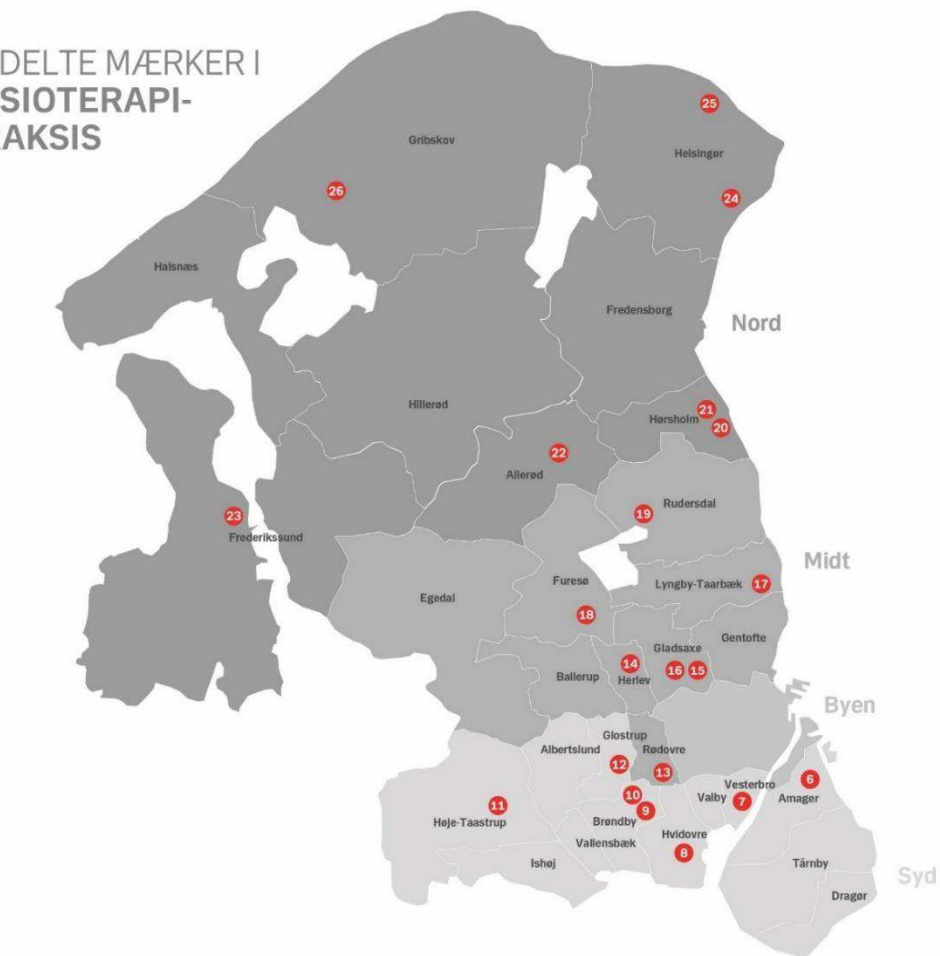 DELTE MÆRKER I
SIOTERAPI-
AKSIS
25
Gribskov
Helsingør
26
24
Halsnæs
Fredensborg
Nord
Hillerød
21
Hørsholm
20
22
Allerød
Rudersdal
19
23
Frederikssund
Midt
Furesø
Lyngby-Taarbæk
17
Egedal
18
Gentofte
Gladsaxe
14
16
15
Ballerup
Herlev
Byen
Glostrup
Albertslund
Rødovre
12
13
Vesterbro
6
10
Valby
7
Amager
11
9
Høje-Taastrup
Brøndby
Hvidovre
Vallensbæk
8
Ishøj
Tårnby
Syd
Dragør